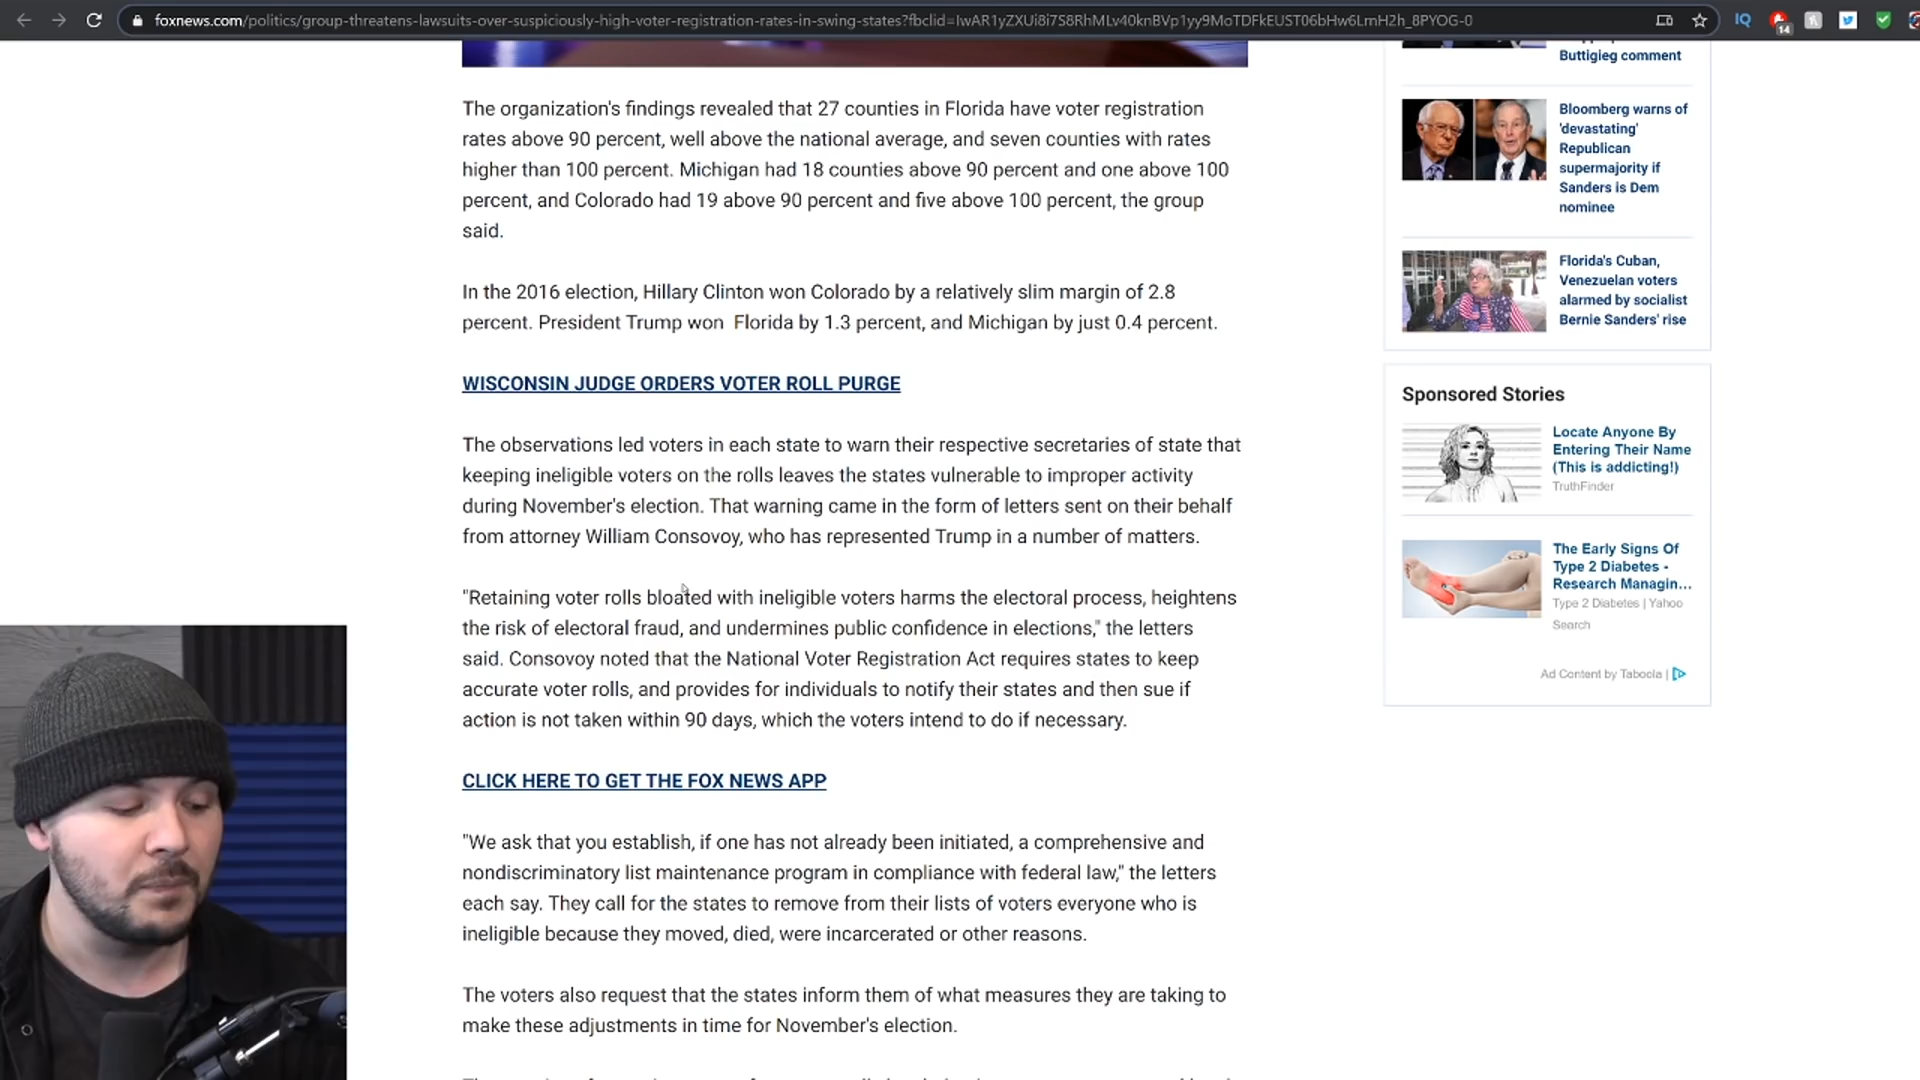 foxnews.com/politics/group-threatens-lawsuits-over-suspiciously-high-voter-registration-rates-in-swing-states?fbclid=IwAR1yZXUi8i7S8RhMLv40knBVp1yy9MoTDFkEUST06bHw6LmH2h_8PYOG-0
IQ
14
The organization's findings revealed that 27 counties in Florida have voter registration
rates above 90 percent, well above the national average, and seven counties with rates
higher than 100 percent. Michigan had 18 counties above 90 percent and one above 100
percent, and Colorado had 19 above 90 percent and five above 100 percent, the group
said.
In the 2016 election, Hillary Clinton won Colorado by a relatively slim margin of 2.8
percent. President Trump won Florida by 1.3 percent, and Michigan by just 0.4 percent.
WISCONSIN JUDGE ORDERS VOTER ROLL PURGE
The observations led voters in each state to warn their respective secretaries of state that
keeping ineligible voters on the rolls leaves the states vulnerable to improper activity
during November's election. That warning came in the form of letters sent on their behalf
from attorney William Consovoy, who has represented Trump in a number of matters.
"Retaining voter rolls bloated with ineligible voters harms the electoral process, heightens
the risk of electoral fraud, and undermines public confidence in elections," the letters
said. Consovoy noted that the National Voter Registration Act requires states to keep
accurate voter rolls, and provides for individuals to notify their states and then sue if
action is not taken within 90 days, which the voters intend to do if necessary.
CLICK HERE TO GET THE FOX NEWS APP
"We ask that you establish, if one has not already been initiated, a comprehensive and
nondiscriminatory list maintenance program in compliance with federal law," the letters
each say. They call for the states to remove from their lists of voters everyone who is
ineligible because they moved, died, were incarcerated or other reasons.
The voters also request that the states inform them of what measures they are taking to
make these adjustments in time for November's election.
Buttigieg comment
Bloomberg warns of
'devastating'
Republican
supermajority if
Sanders is Dem
nominee
Florida's Cuban,
Venezuelan voters
alarmed by socialist
Bernie Sanders' rise
Sponsored Stories
Locate Anyone By
Entering Their Name
(This is addicting!)
TruthFinder
The Early Signs Of
Type 2 Diabetes -
Research Managin...
Type 2 Diabetes | Yahoo
Search
Ad Content by Taboola |